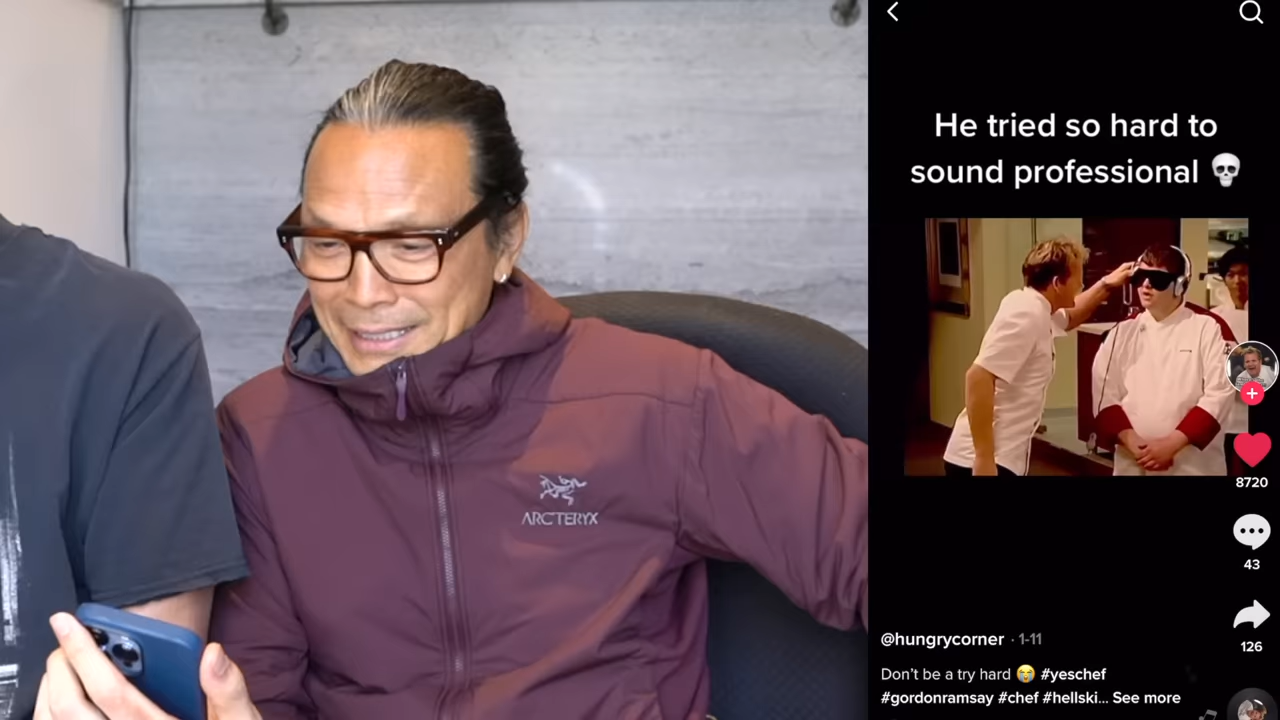 ARC'TERYX
He tried so hard to
sound professional 💀
8720
43
126
@hungrycorner · 1-11
Don't be a try hard 😭 #yeschef
#gordonramsay #chef #hellski... See more